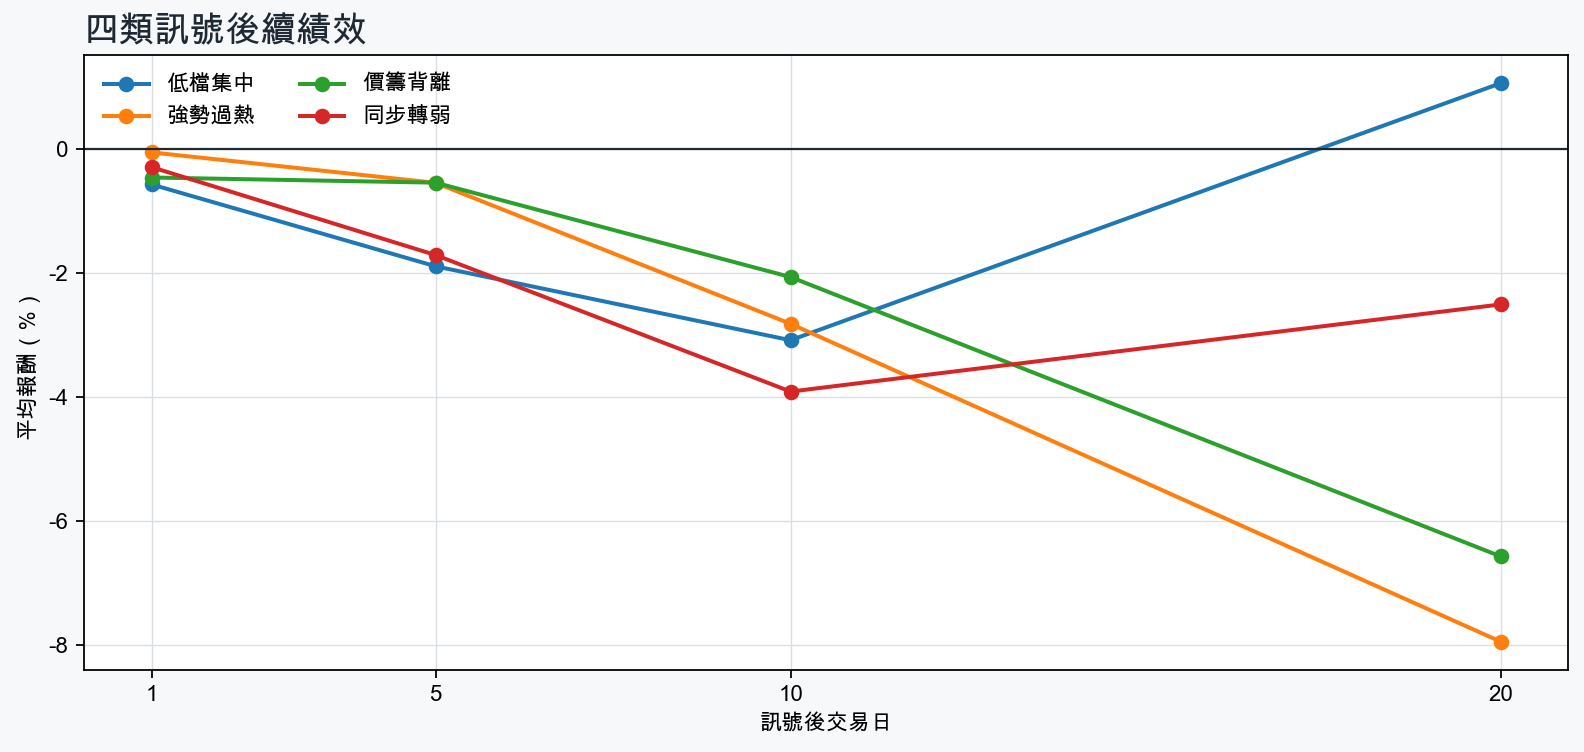 四類訊號後續績效
低檔集中
強勢過熱
價籌背離
同步轉弱
平均報酬（%）
0
-2
-4
-6
-8
1 5 10 20
訊號後交易日